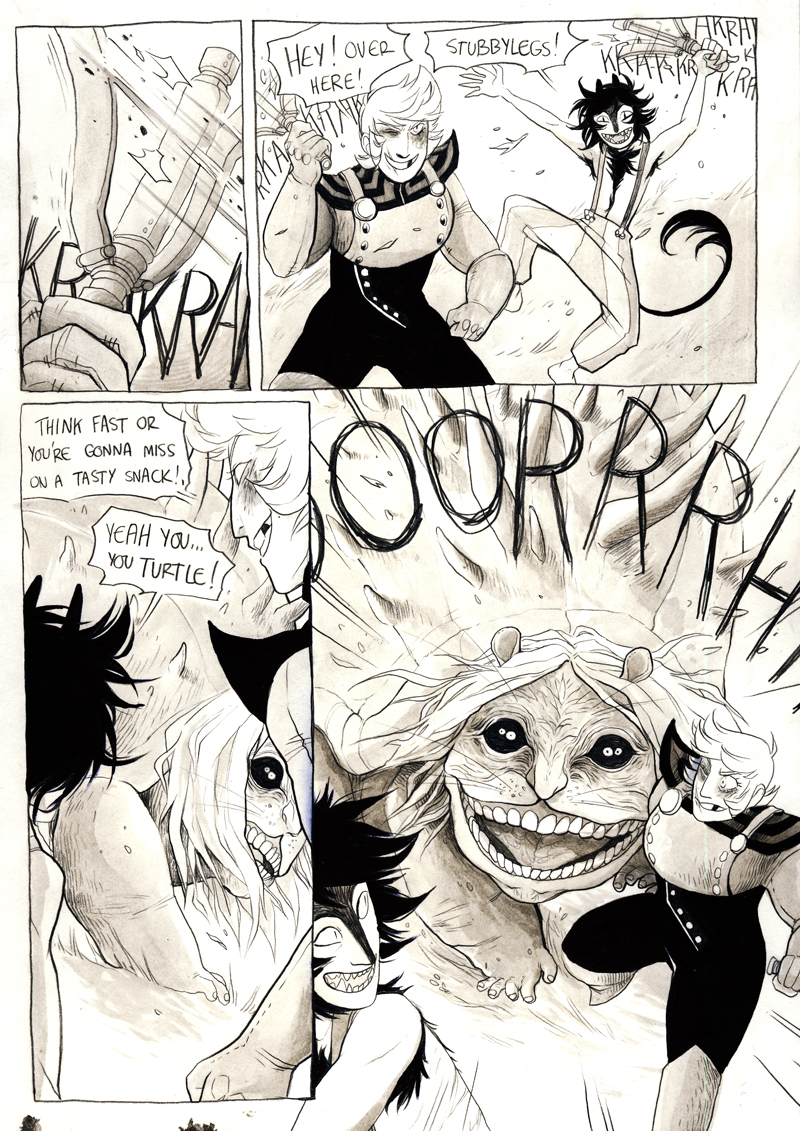 KRAKRA
HEY! OVER
HERE!
STUBBYLEGS!
THINK FAST OR
YOU'RE GONNA MISS
ON A TASTY SNACK!
YEAH YOU...
YOU TURTLE!
OORRRH